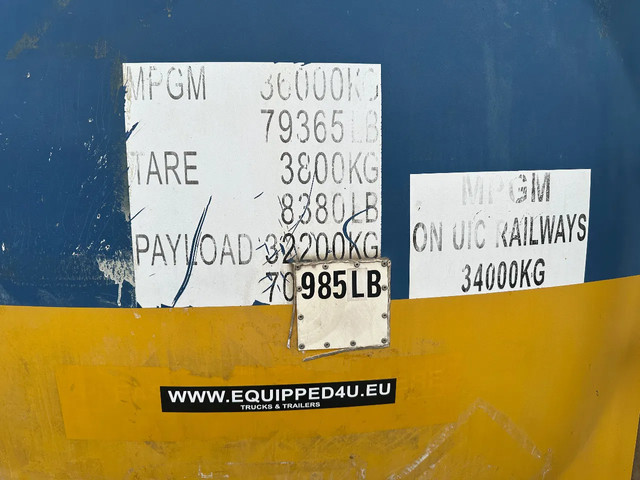 MPGM 36000KG
79365LB
TARE 3800KG
8380LB
PAYLOAD 32200KG
70985LB
MPGM
ON UIC RAILWAYS
34000KG
WWW.EQUIPPED4U.EU
TRUCKS & TRAILERS